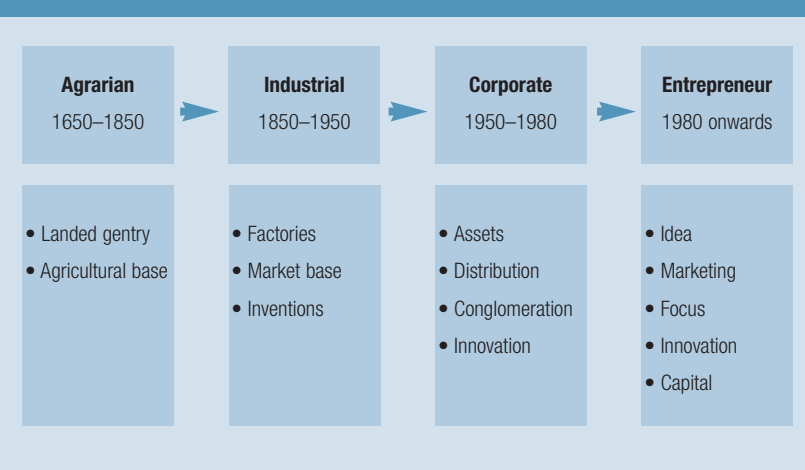 Agrarian
1650–1850
Industrial
1850–1950
Corporate
1950–1980
Entrepreneur
1980 onwards
• Landed gentry
• Agricultural base
• Factories
• Market base
• Inventions
• Assets
• Distribution
• Conglomeration
• Innovation
• Idea
• Marketing
• Focus
• Innovation
• Capital